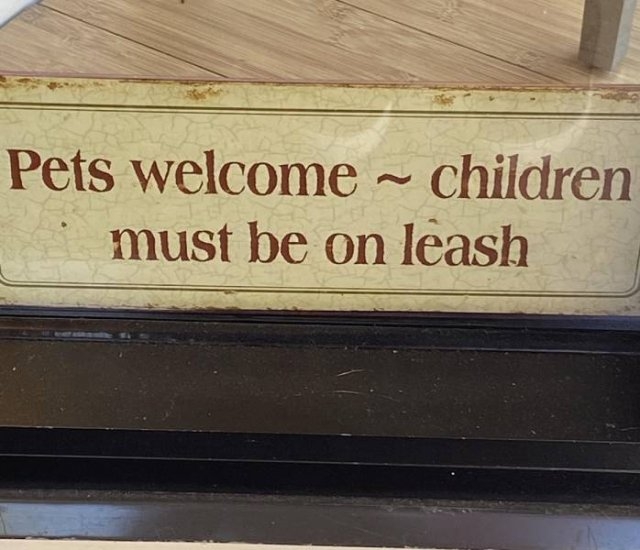 Pets welcome ~ children
must be on leash